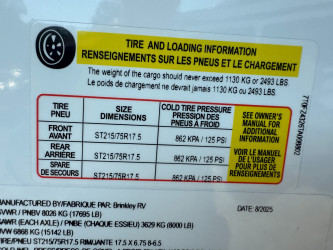 TIRE AND LOADING INFORMATION
RENSEIGNEMENTS SUR LES PNEUS ET LE CHARGEMENT
The weight of the cargo should never exceed 1130 KG or 2493 LBS.
Le poids de chargement ne devrait jamais 1130 KG ou 2493 LBS.
TIRE
PNEU
SIZE
DIMENSIONS
COLD TIRE PRESSURE
PRESSION DES
PNEUS À FROID
FRONT
AVANT
ST215/75R17.5
862 KPA / 125 PSI
REAR
ARRIÈRE
ST215/75R17.5
862 KPA / 125 PSI
SPARE
DE SECOURS
ST215/75R17.5
862 KPA / 125 PSI
SEE OWNER'S
MANUAL FOR
ADDITIONAL
INFORMATION
VOIR LE MANUEL
DE L'USAGER
POUR PLUS DE
RENSEIGNEMENTS
MANUFACTURED BY/FABRIQUE PAR: Brinkley RV
DATE: 8/2025
GVWR / PNBV 8026 KG (17695 LB)
GAWR (EACH AXLE) / PNBE (CHAQUE ESSIEU) 3629 KG (8000 LB)
UVW 6868 KG (15142 LB)
TIRE/PNEU ST215/75R17.5 RIM/JANTE 17.5 X 6.75 8-6.5